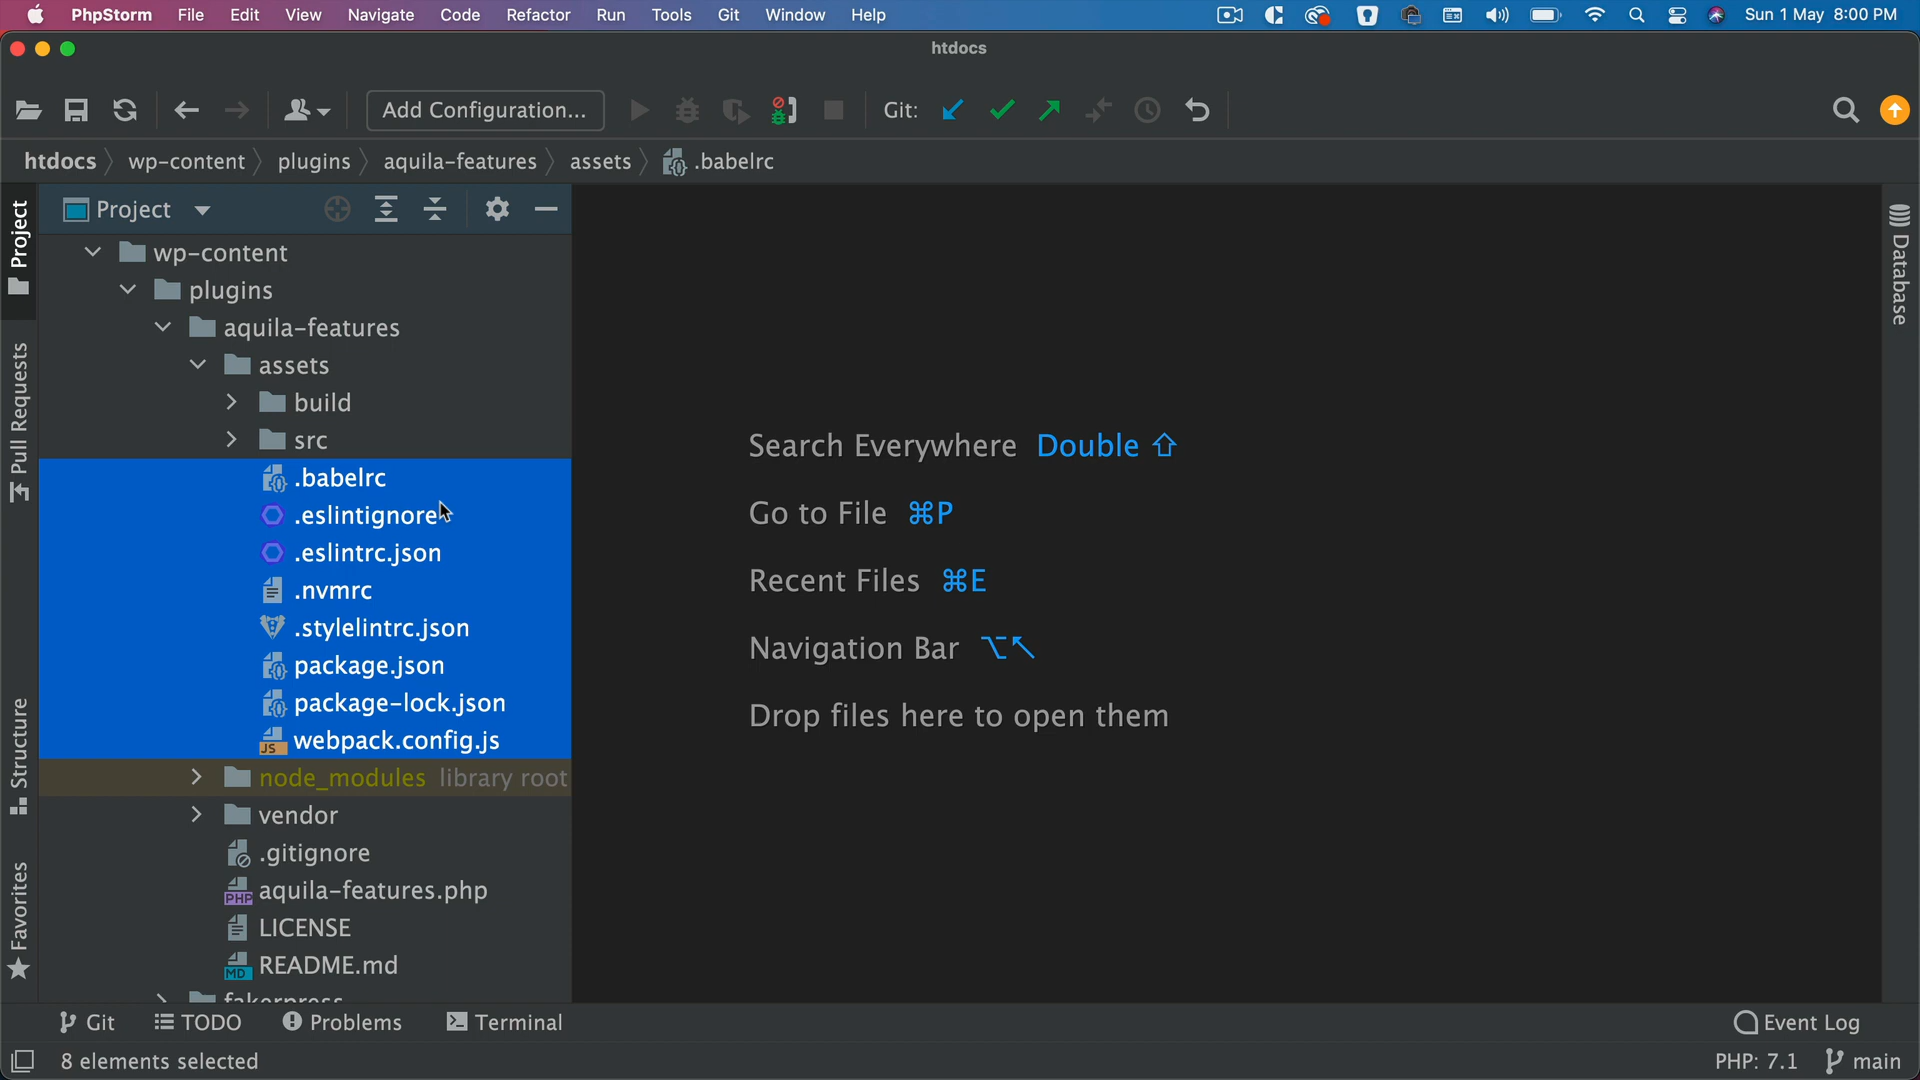 PhpStorm File Edit View Navigate Code Refactor Run Tools Git Window Help Sun 1 May 8:00 PM
htdocs
Add Configuration... Git:
htdocs wp-content plugins aquila-features assets .babelrc
Project
Project
Pull Requests
Structure
Favorites
wp-content
plugins
aquila-features
assets
build
src
.babelrc
.eslintignore
.eslintrc.json
.nvmrc
.stylelintrc.json
package.json
package-lock.json
JS webpack.config.js
node_modules library root
vendor
.gitignore
PHP aquila-features.php
LICENSE
MD README.md
fakerpress
Search Everywhere Double ⇧
Go to File ⌘P
Recent Files ⌘E
Navigation Bar ⌥↖
Drop files here to open them
Database
Git TODO Problems Terminal Event Log
8 elements selected PHP: 7.1 main